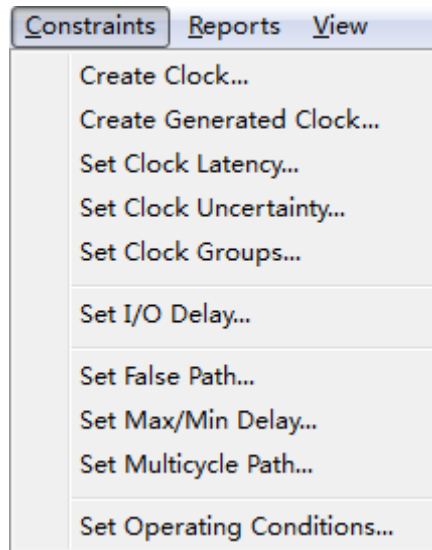 Constraints Reports View
Create Clock...
Create Generated Clock...
Set Clock Latency...
Set Clock Uncertainty...
Set Clock Groups...
Set I/O Delay...
Set False Path...
Set Max/Min Delay...
Set Multicycle Path...
Set Operating Conditions...